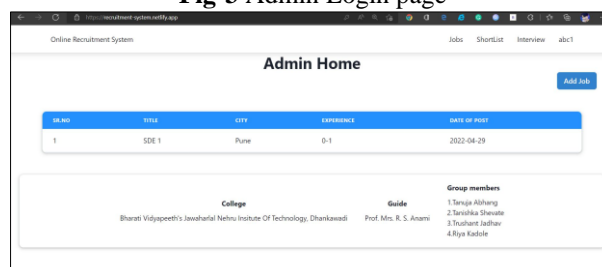 Fig 3 Admin Login page
https://recruitment-system.netlify.app
Online Recruitment System
Jobs ShortList Interview abc1
Admin Home
Add Job
SR.NO TITLE CITY EXPERIENCE DATE OF POST
1 SDE 1 Pune 0-1 2022-04-29
College
Bharati Vidyapeeth's Jawaharlal Nehru Insitute Of Technology, Dhankawadi
Guide
Prof. Mrs. R. S. Anami
Group members
1.Tanuja Abhang
2.Tanishka Shevate
3.Trushant Jadhav
4.Riya Kadole